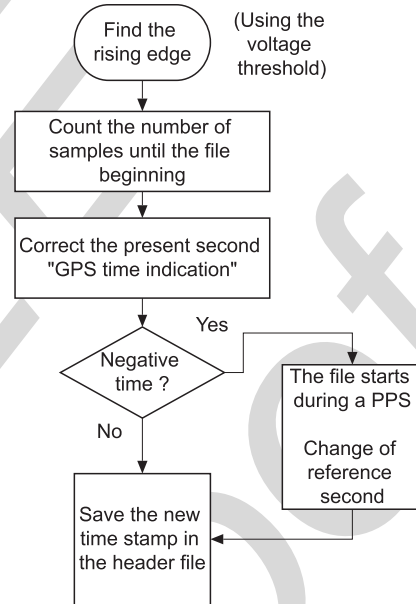 Find the
rising edge
(Using the
voltage
threshold)
Count the number of
samples until the file
beginning
Correct the present second
"GPS time indication"
Negative
time ?
Yes
The file starts
during a PPS
Change of
reference
second
No
Save the new
time stamp in
the header file